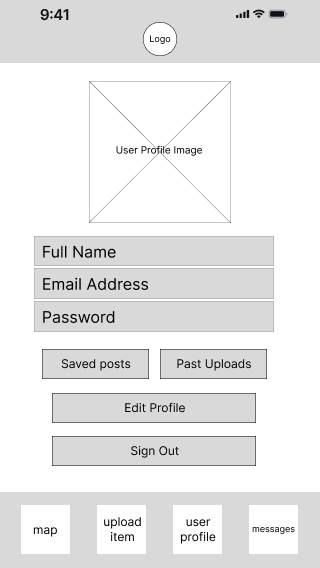 9:41
Logo
User Profile Image
Full Name
Email Address
Password
Saved posts
Past Uploads
Edit Profile
Sign Out
map
upload
item
user
profile
messages